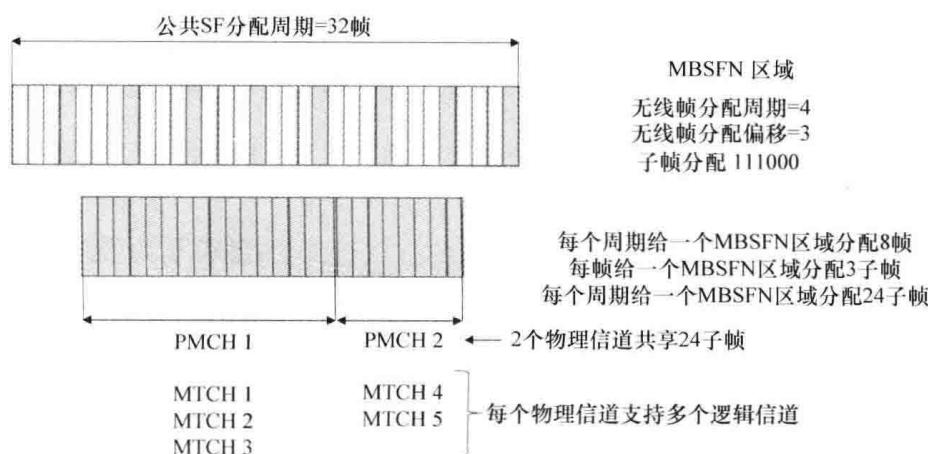 公共SF分配周期=32帧
MBSFN 区域
无线帧分配周期=4
无线帧分配偏移=3
子帧分配 111000
每个周期给一个MBSFN区域分配8帧
每帧给一个MBSFN区域分配3子帧
每个周期给一个MBSFN区域分配24子帧
PMCH 1
PMCH 2
2个物理信道共享24子帧
MTCH 1
MTCH 2
MTCH 3
MTCH 4
MTCH 5
每个物理信道支持多个逻辑信道